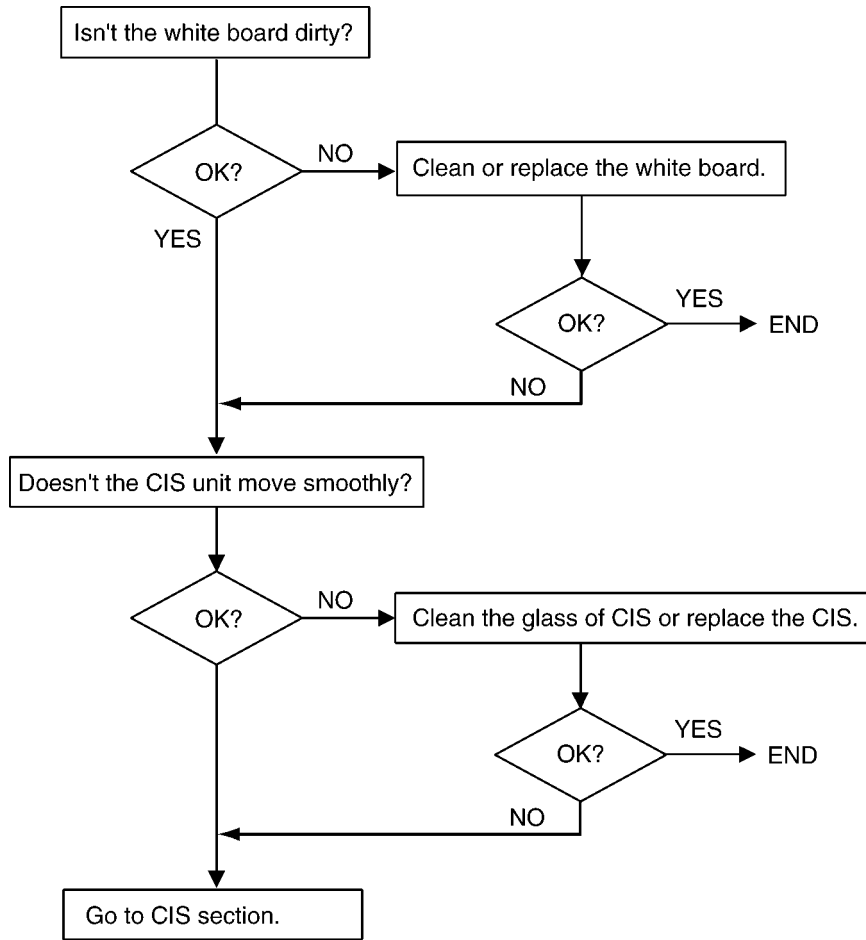 Isn't the white board dirty?
OK?
NO
Clean or replace the white board.
YES
OK?
YES
END
NO
Doesn't the CIS unit move smoothly?
OK?
NO
Clean the glass of CIS or replace the CIS.
OK?
YES
END
NO
Go to CIS section.